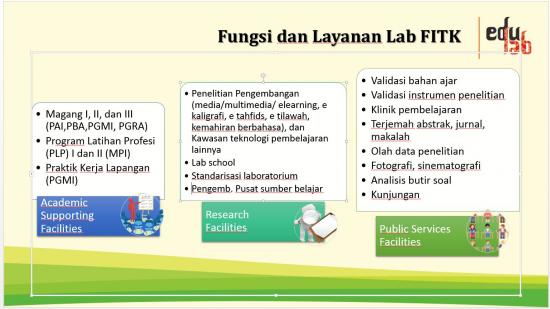 Fungsi dan Layanan Lab FITK
edu
lab
• Magang I, II, dan III
(PAI,PBA,PGMI, PGRA)
• Program Latihan Profesi
(PLP) I dan II (MPI)
• Praktik Kerja Lapangan
(PGMI)
Academic
Supporting
Facilities
• Penelitian Pengembangan
(media/multimedia/ elearning, e
kaligrafi, e tahfids, e tilawah,
kemahiran berbahasa), dan
Kawasan teknologi pembelajaran
lainnya
• Lab school
• Standarisasi laboratorium
• Pengemb. Pusat sumber belajar
Research
Facilities
• Validasi bahan ajar
• Validasi instrumen penelitian
• Klinik pembelajaran
• Terjemah abstrak, jurnal,
makalah
• Olah data penelitian
• Fotografi, sinematografi
• Analisis butir soal
• Kunjungan
Public Services
Facilities